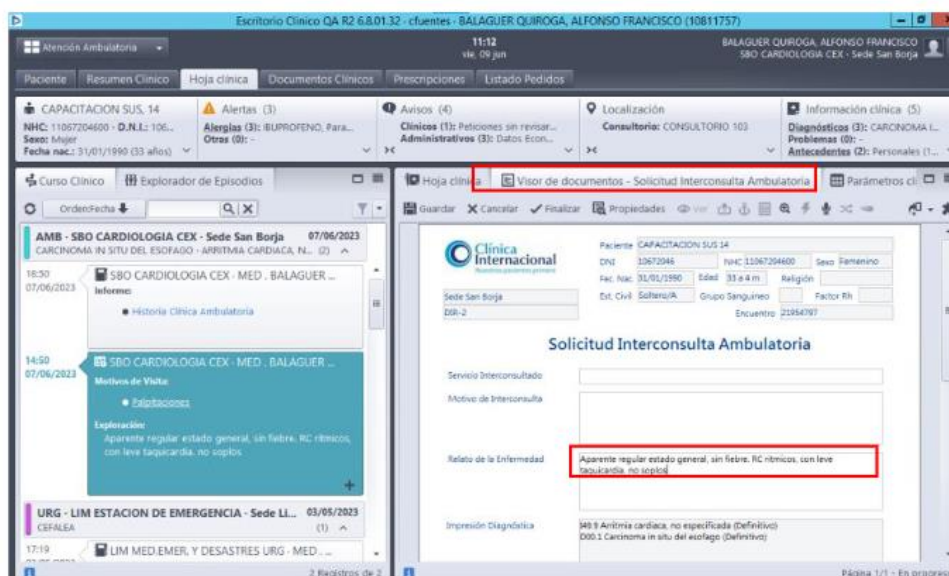 Escritorio Clínico QA R2 6.8.01.32 - cfuentes - BALAGUER QUIROGA, ALFONSO FRANCISCO (10811757)
Atención Ambulatoria
11:12
vie, 09 jun
BALAGUER QUIROGA, ALFONSO FRANCISCO
SBO CARDIOLOGIA CEX - Sede San Borja
Paciente
Resumen Clínico
Hoja clínica
Documentos Clínicos
Prescripciones
Listado Pedidos
CAPACITACION SUS, 14
NHC: 11067204600 - D.N.I.: 106...
Sexo: Mujer
Fecha nac.: 31/01/1990 (33 años)
Alertas (3)
Alergias (3): IBUPROFENO, Para...
Otras (0): -
Avisos (4)
Clínicos (1): Peticiones sin revisar...
Administrativos (3): Datos Econ...
Localización
Consultorio: CONSULTORIO 103
Información clínica (5)
Diagnósticos (3): CARCINOMA I...
Problemas (0): -
Antecedentes (2): Personales (1...
Curso Clínico
Explorador de Episodios
OrdenFecha
AMB - SBO CARDIOLOGIA CEX - Sede San Borja 07/06/2023
CARCINOMA IN SITU DEL ESOFAGO - ARRITMIA CARDIACA, N... (2)
18:50
07/06/2023
SBO CARDIOLOGIA CEX - MED . BALAGUER ...
Informe:
Historia Clínica Ambulatoria
14:50
07/06/2023
SBO CARDIOLOGIA CEX - MED . BALAGUER ...
Motivos de Visita:
Palpitaciones
Exploración:
Aparente regular estado general, sin fiebre. RC ritmicos,
con leve taquicardia. no soplos
URG - LIM ESTACION DE EMERGENCIA - Sede Li... 03/05/2023
CEFALEA (1)
17:19
LIM MED.EMER. Y DESASTRES URG - MED . ...
2 Registros de 2
Hoja clínica
Visor de documentos - Solicitud Interconsulta Ambulatoria
Parámetros cl
Guardar
Cancelar
Finalizar
Propiedades
ver
Clínica
Internacional
Nuestros pacientes primero
Sede San Borja
DIR-2
Paciente CAPACITACION SUS 14
DNI 10672046 NHC 11067204600 Sexo Femenino
Fec. Nac. 31/01/1990 Edad 33 a 4 m Religión
Est. Civil Soltero/A Grupo Sanguineo Factor Rh
Encuentro 21954797
Solicitud Interconsulta Ambulatoria
Servicio Interconsultado
Motivo de Interconsulta
Relato de la Enfermedad
Aparente regular estado general, sin fiebre. RC ritmicos, con leve
taquicardia. no soplos
Impresión Diagnóstica
I49.9 Arritmia cardiaca, no especificada (Definitivo)
D00.1 Carcinoma in situ del esofago (Definitivo)
Página 1/1 - En progreso